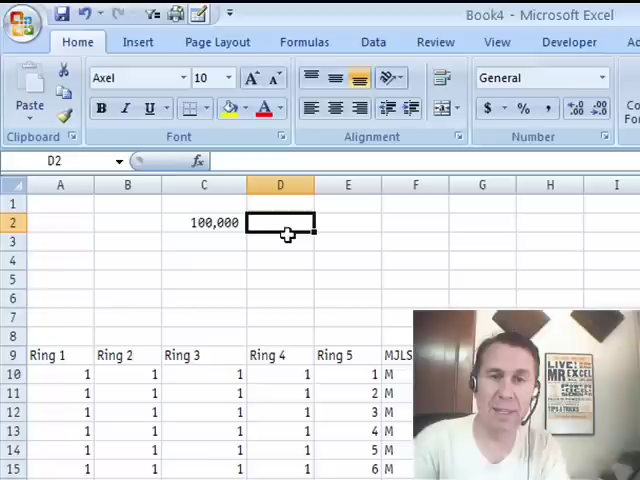 Book4 - Microsoft Excel
Home Insert Page Layout Formulas Data Review View Developer
Paste Axel 10 General
B I U $ % ,
Clipboard Font Alignment Number
D2 fx
A B C D E F G H I
1
2 100,000
3
4
5
6
7
8
9 Ring 1 Ring 2 Ring 3 Ring 4 Ring 5 MJLS
10 1 1 1 1 1 M
11 1 1 1 1 2 M
12 1 1 1 1 3 M
13 1 1 1 1 4 M
14 1 1 1 1 5 M
15 1 1 1 1 6 M
LIVE!
MR EXCEL
TIPS & TRICKS